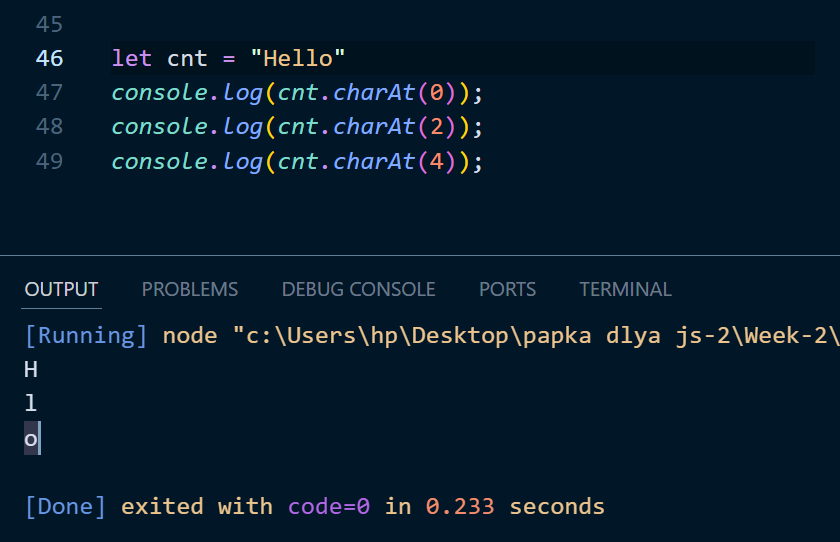 45
46 let cnt = "Hello"
47 console.log(cnt.charAt(0));
48 console.log(cnt.charAt(2));
49 console.log(cnt.charAt(4));
OUTPUT PROBLEMS DEBUG CONSOLE PORTS TERMINAL
[Running] node "c:\Users\hp\Desktop\papka dlya js-2\Week-2\
H
l
o
[Done] exited with code=0 in 0.233 seconds